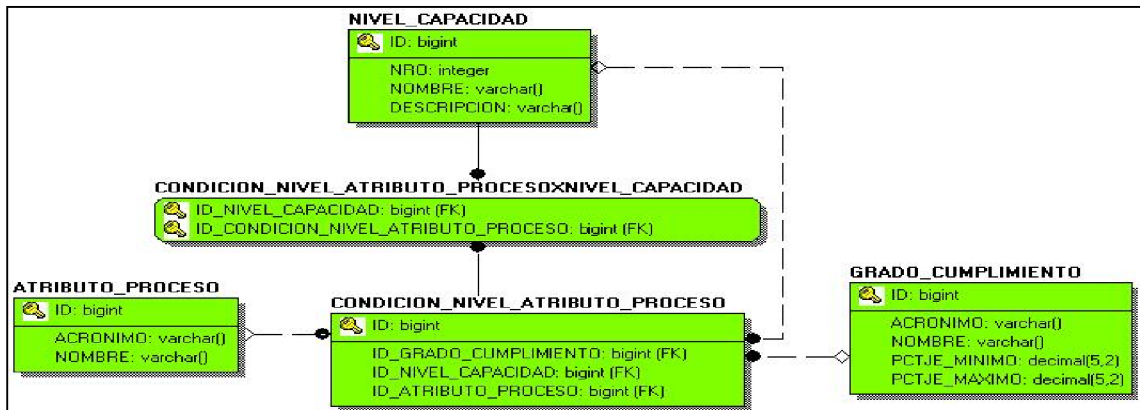 NIVEL_CAPACIDAD
ID: bigint
NRO: integer
NOMBRE: varchar()
DESCRIPCION: varchar()
CONDICION_NIVEL_ATRIBUTO_PROCESOXNIVEL_CAPACIDAD
ID_NIVEL_CAPACIDAD: bigint (FK)
ID_CONDICION_NIVEL_ATRIBUTO_PROCESO: bigint (FK)
ATRIBUTO_PROCESO
ID: bigint
ACRONIMO: varchar()
NOMBRE: varchar()
CONDICION_NIVEL_ATRIBUTO_PROCESO
ID: bigint
ID_GRADO_CUMPLIMIENTO: bigint (FK)
ID_NIVEL_CAPACIDAD: bigint (FK)
ID_ATRIBUTO_PROCESO: bigint (FK)
GRADO_CUMPLIMIENTO
ID: bigint
ACRONIMO: varchar()
NOMBRE: varchar()
PCTJE_MINIMO: decimal(5,2)
PCTJE_MAXIMO: decimal(5,2)